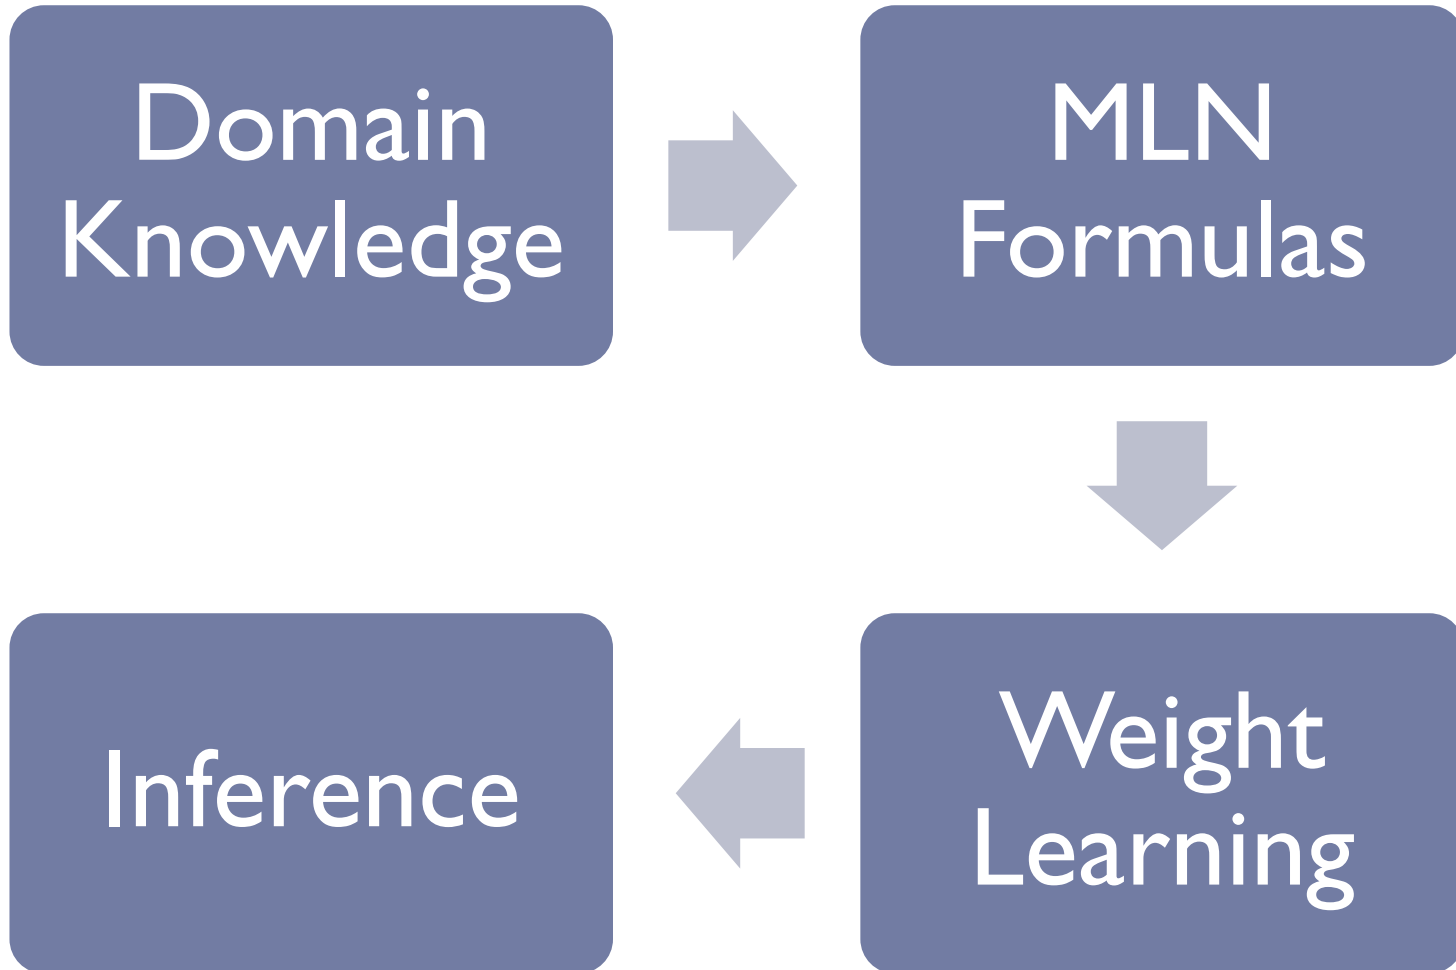 Domain
Knowledge
MLN
Formulas
Weight
Learning
Inference